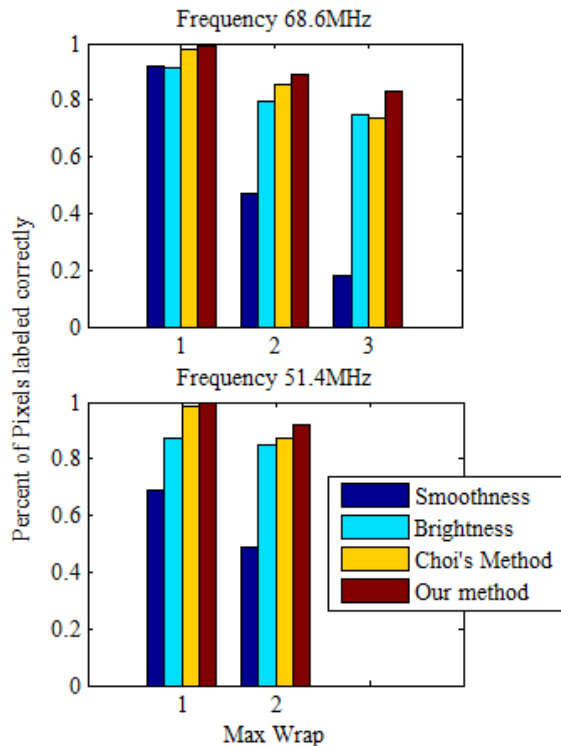 Frequency 68.6MHz
1
0.8
0.6
0.4
0.2
0
1 2 3
Percent of Pixels labeled correctly
Frequency 51.4MHz
1
0.8
0.6
0.4
0.2
0
1 2
Max Wrap
Smoothness
Brightness
Choi's Method
Our method